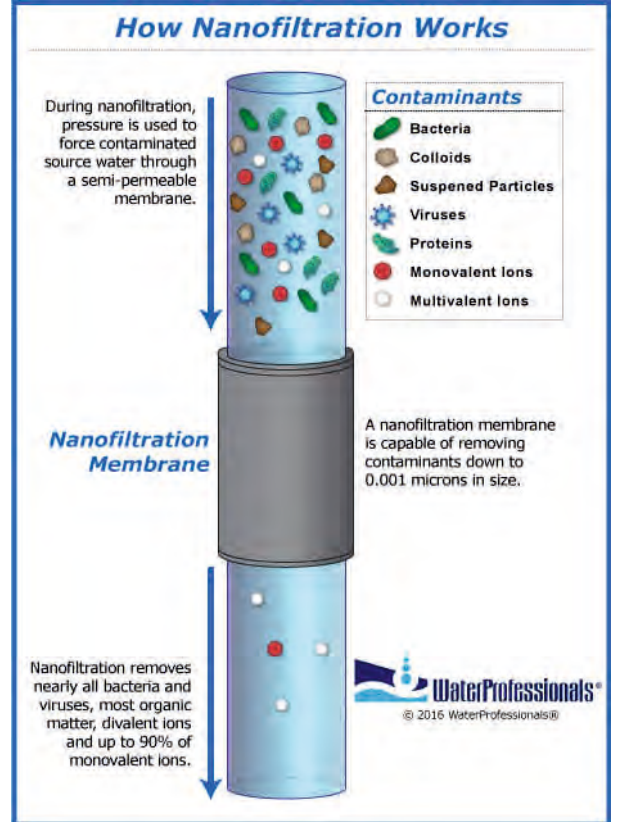 How Nanofiltration Works
During nanofiltration,
pressure is used to
force contaminated
source water through
a semi-permeable
membrane.
Contaminants
Bacteria
Colloids
Suspened Particles
Viruses
Proteins
Monovalent Ions
Multivalent Ions
Nanofiltration
Membrane
A nanofiltration membrane
is capable of removing
contaminants down to
0.001 microns in size.
Nanofiltration removes
nearly all bacteria and
viruses, most organic
matter, divalent ions
and up to 90% of
monovalent ions.
WaterProfessionals®
© 2016 WaterProfessionals®